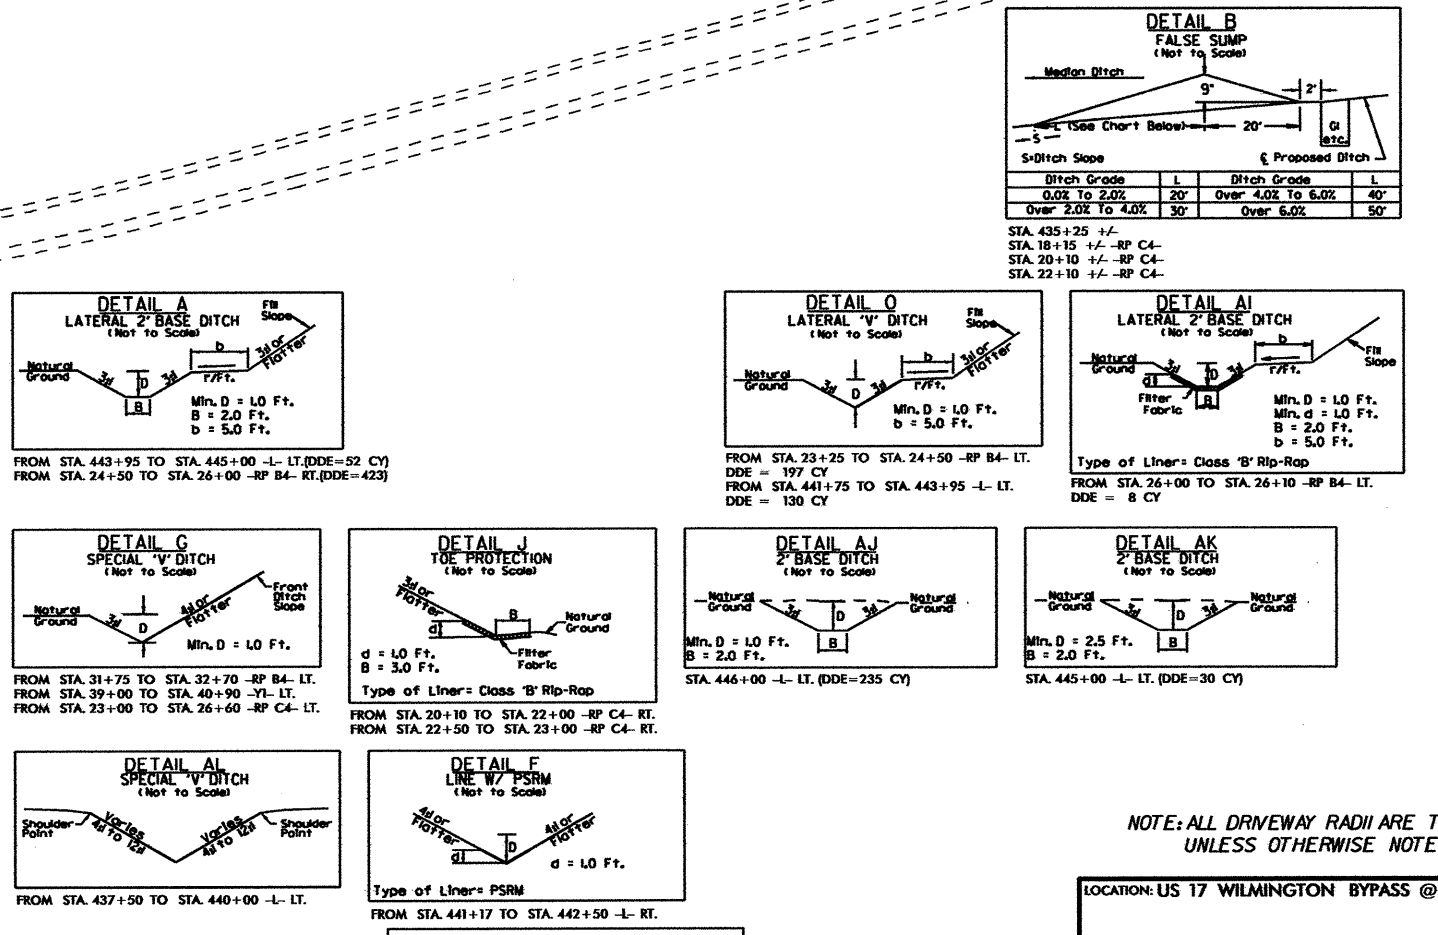 DETAIL B
FALSE SUMP
(Not to Scale)
Median Ditch
9"
2'
L (See Chart Below)
20'
GI
etc.
S
S=Ditch Slope
℄ Proposed Ditch
Ditch Grade L Ditch Grade L
0.0% To 2.0% 20' Over 4.0% To 6.0% 40'
Over 2.0% To 4.0% 30' Over 6.0% 50'
STA. 435+25 +/-
STA. 18+15 +/- -RP C4-
STA. 20+10 +/- -RP C4-
STA. 22+10 +/- -RP C4-
DETAIL A
LATERAL 2' BASE DITCH
(Not to Scale)
Fill
Slope
b
Natural
Ground
3:1
D
3:1
1"/Ft.
3:1 or
Flatter
B
Min. D = 1.0 Ft.
B = 2.0 Ft.
b = 5.0 Ft.
FROM STA. 443+95 TO STA. 445+00 -L- LT.(DDE=52 CY)
FROM STA. 24+50 TO STA. 26+00 -RP B4- RT.(DDE=423)
DETAIL O
LATERAL 'V' DITCH
(Not to Scale)
Fill
Slope
b
Natural
Ground
3:1
D
3:1
1"/Ft.
3:1 or
Flatter
Min. D = 1.0 Ft.
b = 5.0 Ft.
FROM STA. 23+25 TO STA. 24+50 -RP B4- LT.
DDE = 197 CY
FROM STA. 441+75 TO STA. 443+95 -L- LT.
DDE = 130 CY
DETAIL AI
LATERAL 2' BASE DITCH
(Not to Scale)
b
Natural
Ground
3:1
D
3:1
1"/Ft.
Fill
Slope
d
Filter
Fabric
B
Min. D = 1.0 Ft.
Min. d = 1.0 Ft.
B = 2.0 Ft.
b = 5.0 Ft.
Type of Liner= Class 'B' Rip-Rap
FROM STA. 26+00 TO STA. 26+10 -RP B4- LT.
DDE = 8 CY
DETAIL G
SPECIAL 'V' DITCH
(Not to Scale)
Natural
Ground
3:1
D
4:1 or
Flatter
Front
Ditch
Slope
Min. D = 1.0 Ft.
FROM STA. 31+75 TO STA. 32+70 -RP B4- LT.
FROM STA. 39+00 TO STA. 40+90 -Y1- LT.
FROM STA. 23+00 TO STA. 26+60 -RP C4- LT.
DETAIL J
TOE PROTECTION
(Not to Scale)
3:1 or
Flatter
B
d
Natural
Ground
Filter
Fabric
d = 1.0 Ft.
B = 3.0 Ft.
Type of Liner= Class 'B' Rip-Rap
FROM STA. 20+10 TO STA. 22+00 -RP C4- RT.
FROM STA. 22+50 TO STA. 23+00 -RP C4- RT.
DETAIL AJ
2' BASE DITCH
(Not to Scale)
Natural
Ground
3:1
D
3:1
Natural
Ground
B
Min. D = 1.0 Ft.
B = 2.0 Ft.
STA. 446+00 -L- LT. (DDE=235 CY)
DETAIL AK
2' BASE DITCH
(Not to Scale)
Natural
Ground
3:1
D
3:1
Natural
Ground
B
Min. D = 2.5 Ft.
B = 2.0 Ft.
STA. 445+00 -L- LT. (DDE=30 CY)
DETAIL AL
SPECIAL 'V' DITCH
(Not to Scale)
Shoulder
Point
Varies
4:1 to 12:1
Varies
4:1 to 12:1
Shoulder
Point
FROM STA. 437+50 TO STA. 440+00 -L- LT.
DETAIL F
LINE W/ PSRM
(Not to Scale)
4:1 or
Flatter
d
D
4:1 or
Flatter
d = 1.0 Ft.
Type of Liner= PSRM
FROM STA. 441+17 TO STA. 442+50 -L- RT.
NOTE: ALL DRIVEWAY RADII ARE T
UNLESS OTHERWISE NOTE
LOCATION: US 17 WILMINGTON BYPASS @